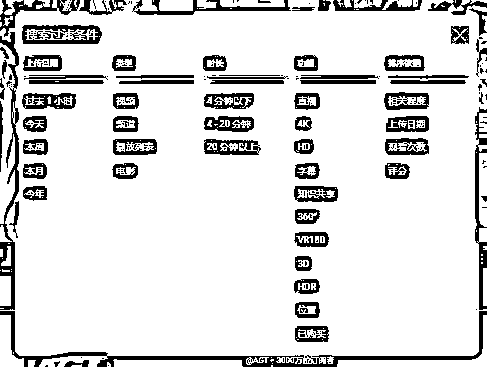 搜索过滤条件
上传日期 类型 时长 功能 排序依据
过去 1 小时 视频 4 分钟以下 直播 相关程度
今天 频道 4 - 20 分钟 4K 上传日期
本周 播放列表 20 分钟以上 HD 观看次数
本月 电影 字幕 评分
今年 知识共享
360°
VR180
3D
HDR
位置
已购买
@AGT · 3000万位订阅者